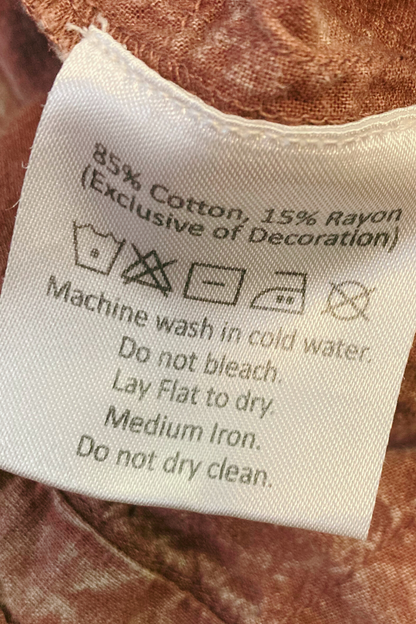 85% Cotton, 15% Rayon
(Exclusive of Decoration)
Machine wash in cold water.
Do not bleach.
Lay Flat to dry.
Medium Iron.
Do not dry clean.